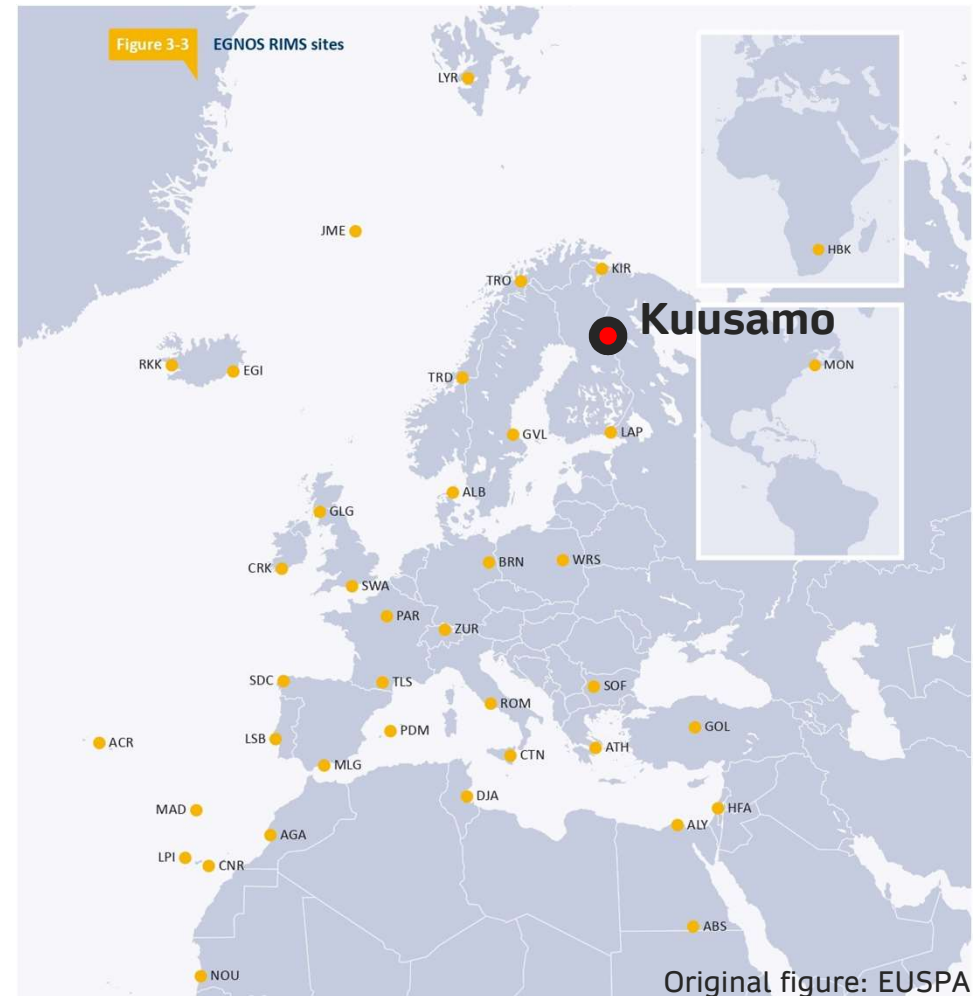 Figure 3-3 EGNOS RIMS sites
LYR
JME
HBK
KIR
TRO
Kuusamo
RKK
EGI
MON
TRD
GVL
LAP
ALB
GLG
CRK
BRN
WRS
SWA
PAR
ZUR
SDC
TLS
SOF
ROM
GOL
PDM
LSB
ACR
ATH
CTN
MLG
DJA
MAD
HFA
ALY
AGA
LPI
CNR
ABS
NOU
Original figure: EUSPA